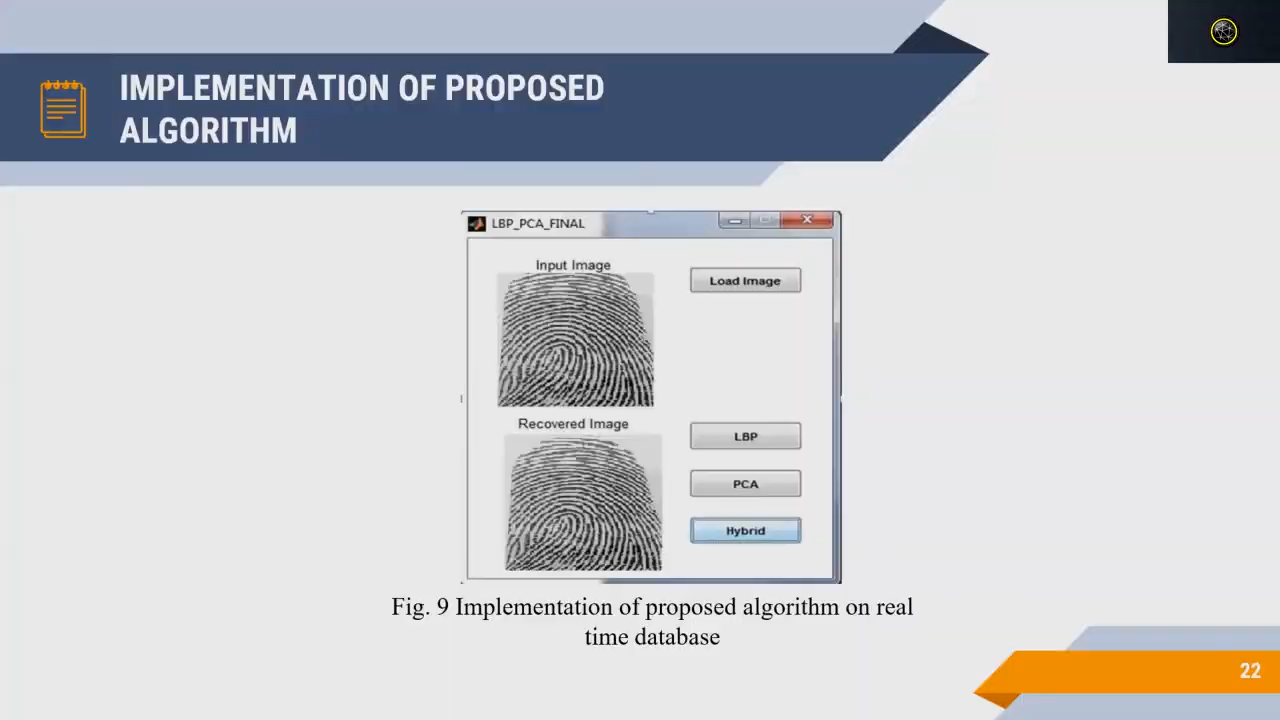 IMPLEMENTATION OF PROPOSED
ALGORITHM
LBP_PCA_FINAL
Input Image
Load Image
Recovered Image
LBP
PCA
Hybrid
Fig. 9 Implementation of proposed algorithm on real
time database
22